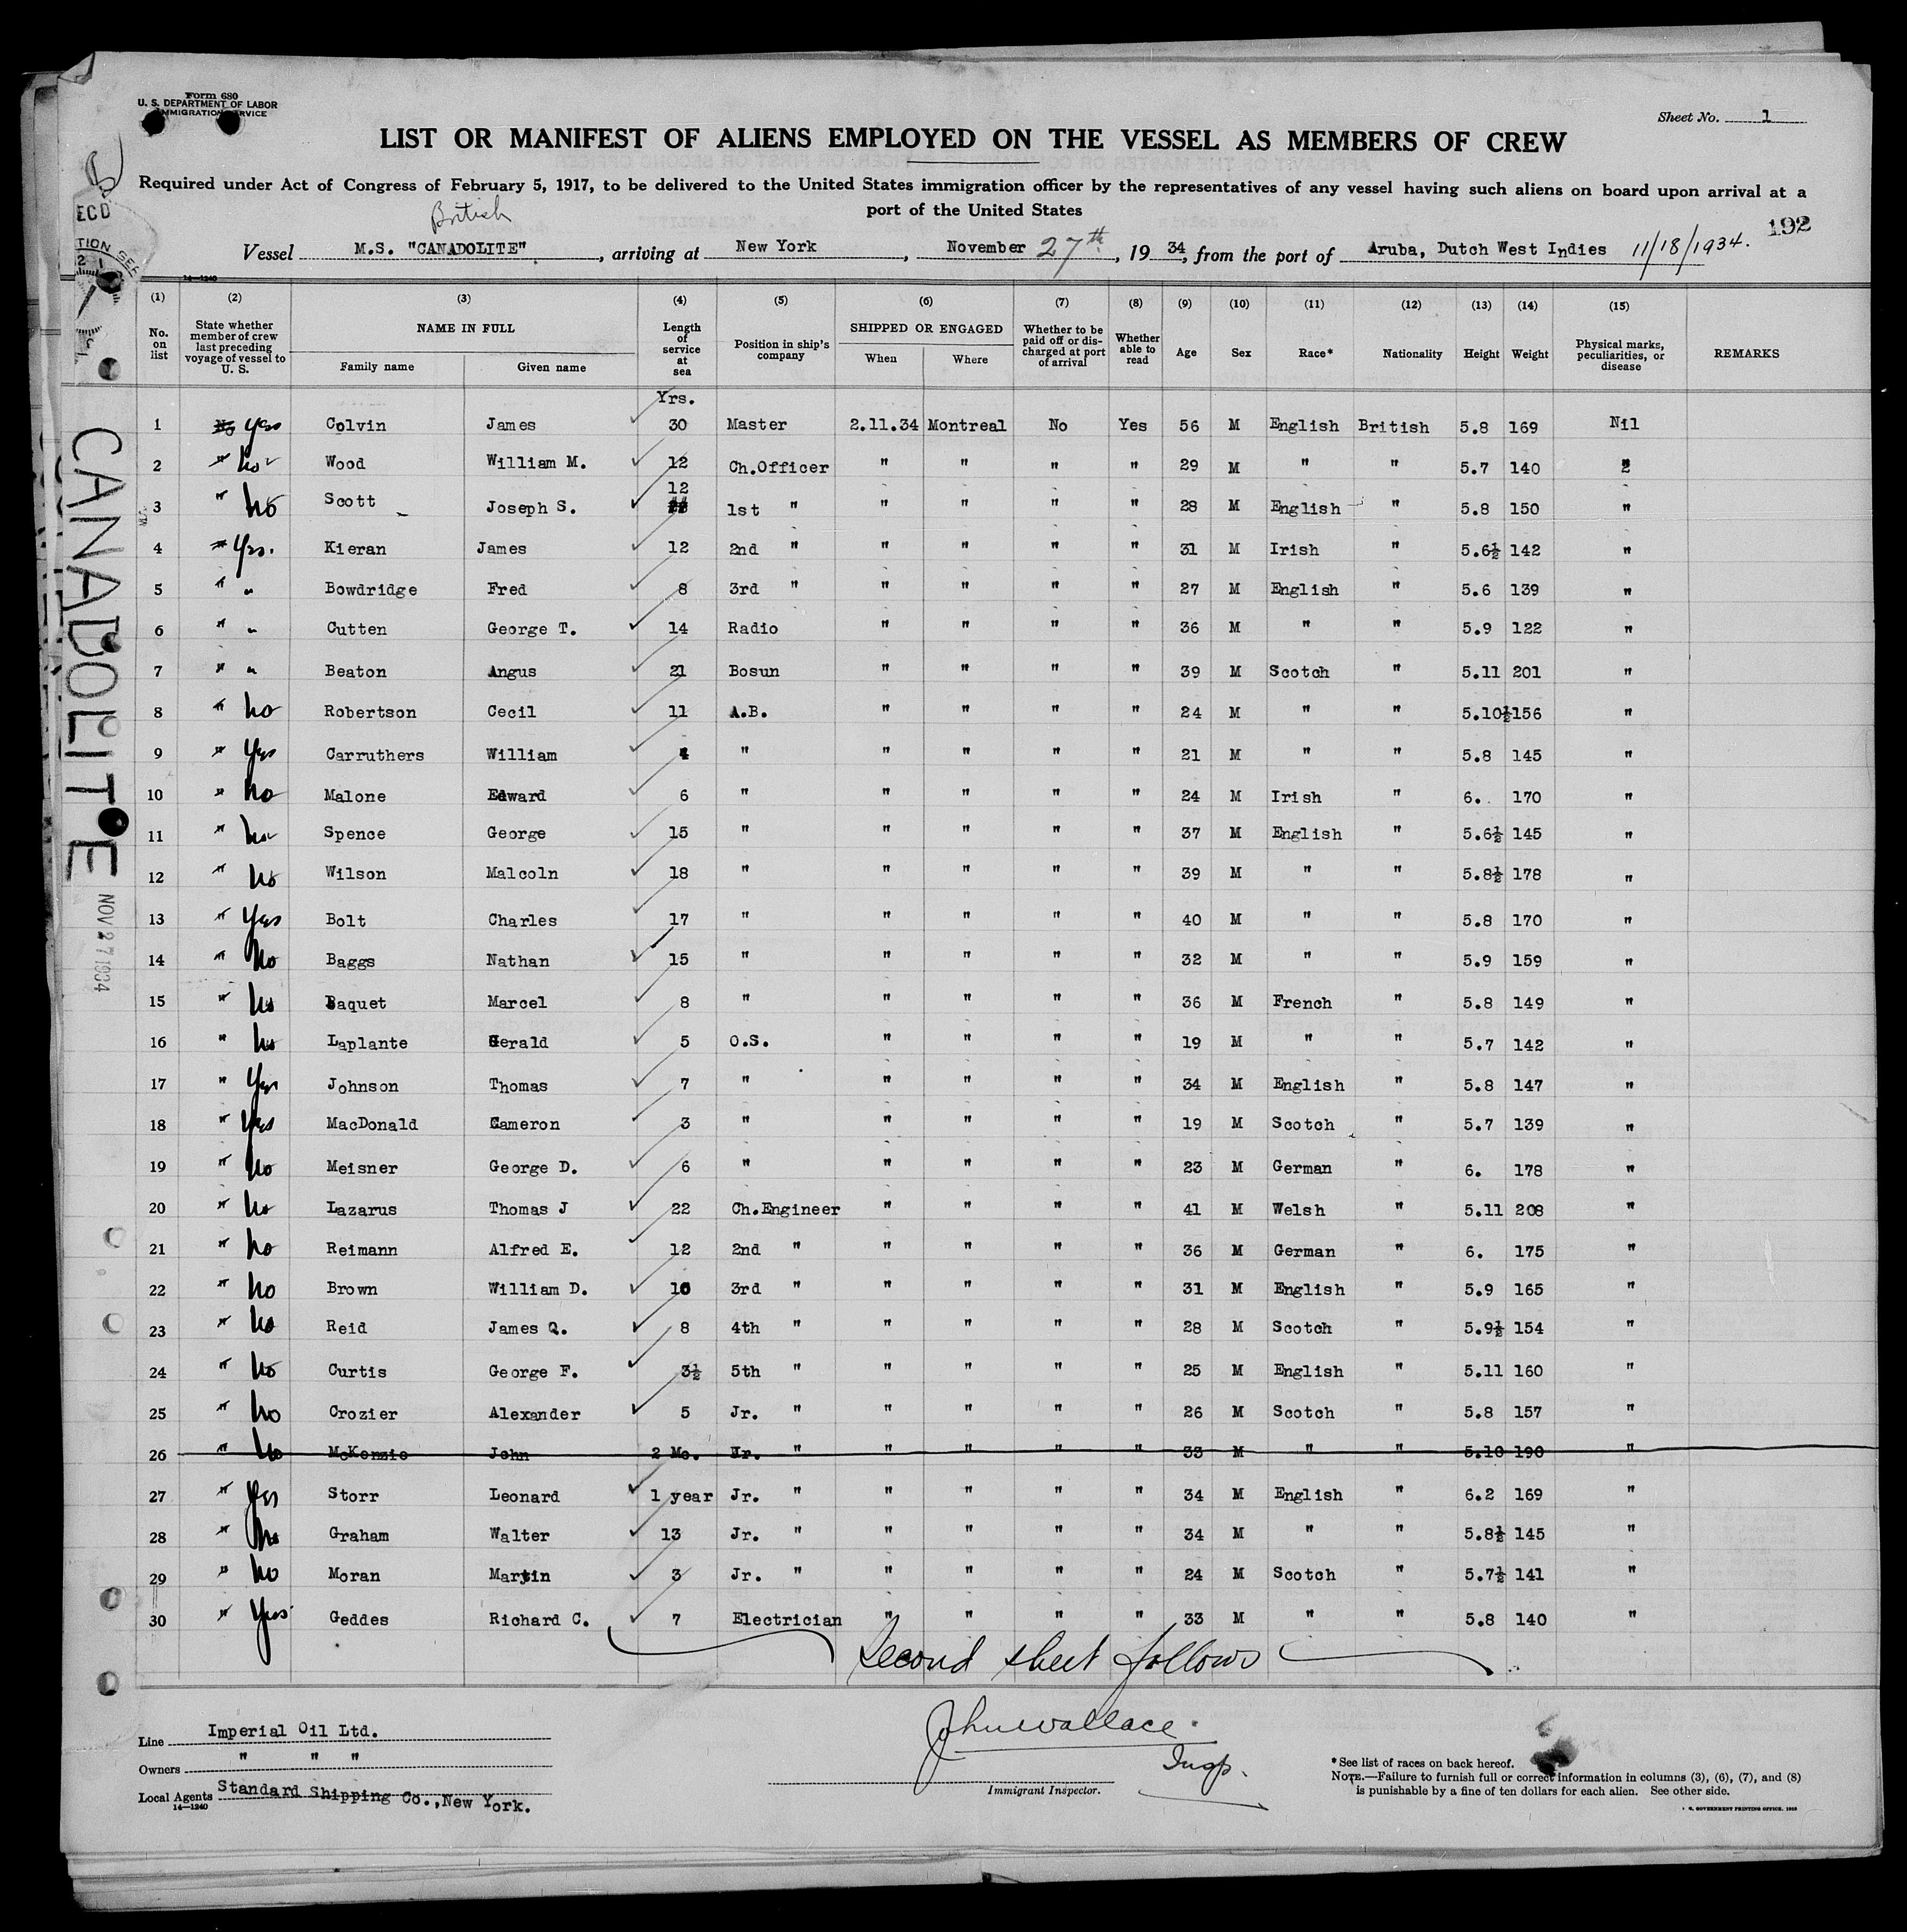 Form 680
U. S. DEPARTMENT OF LABOR
IMMIGRATION SERVICE
Sheet No. 1
LIST OR MANIFEST OF ALIENS EMPLOYED ON THE VESSEL AS MEMBERS OF CREW
Required under Act of Congress of February 5, 1917, to be delivered to the United States immigration officer by the representatives of any vessel having such aliens on board upon arrival at a
port of the United States
192
British
Vessel M.S. "CANADOLITE", arriving at New York, November 27th, 1934, from the port of Aruba, Dutch West Indies 11/18/1934.
14—1240
(1) (2) (3) (4) (5) (6) (7) (8) (9) (10) (11) (12) (13) (14) (15)
No. on list | State whether member of crew last preceding voyage of vessel to U. S. | NAME IN FULL Family name Given name | Length of service at sea | Position in ship's company | SHIPPED OR ENGAGED When Where | Whether to be paid off or discharged at port of arrival | Whether able to read | Age | Sex | Race* | Nationality | Height | Weight | Physical marks, peculiarities, or disease | REMARKS
Yrs.
1 No Yes Colvin James 30 Master 2.11.34 Montreal No Yes 56 M English British 5.8 169 Nil
2 " No Wood William M. 12 Ch.Officer " " " " 29 M " " 5.7 140 "
3 " No Scott Joseph S. 12 1st " " " " " 28 M English " 5.8 150 "
4 " Yes. Kieran James 12 2nd " " " " " 31 M Irish " 5.6½ 142 "
5 " " Bowdridge Fred 8 3rd " " " " " 27 M English " 5.6 139 "
6 " " Cutten George T. 14 Radio " " " " 36 M " " 5.9 122 "
7 " " Beaton Angus 21 Bosun " " " " 39 M Scotch " 5.11 201 "
8 " No Robertson Cecil 11 A.B. " " " " 24 M " " 5.10½ 156 "
9 " Yes Carruthers William 4 " " " " " 21 M " " 5.8 145 "
10 " No Malone Edward 6 " " " " " 24 M Irish " 6. 170 "
11 " No Spence George 15 " " " " " 37 M English " 5.6½ 145 "
12 " No Wilson Malcoln 18 " " " " " 39 M " " 5.8½ 178 "
13 " Yes Bolt Charles 17 " " " " " 40 M " " 5.8 170 "
14 " No Baggs Nathan 15 " " " " " 32 M " " 5.9 159 "
15 " No Baquet Marcel 8 " " " " " 36 M French " 5.8 149 "
16 " No Laplante Gerald 5 O.S. " " " " 19 M " " 5.7 142 "
17 " Yes Johnson Thomas 7 " " " " " 34 M English " 5.8 147 "
18 " Yes MacDonald Cameron 3 " " " " " 19 M Scotch " 5.7 139 "
19 " No Meisner George D. 6 " " " " " 23 M German " 6. 178 "
20 " No Lazarus Thomas J 22 Ch.Engineer " " " " 41 M Welsh " 5.11 208 "
21 " No Reimann Alfred E. 12 2nd " " " " " 36 M German " 6. 175 "
22 " No Brown William D. 10 3rd " " " " " 31 M English " 5.9 165 "
23 " No Reid James Q. 8 4th " " " " " 28 M Scotch " 5.9½ 154 "
24 " No Curtis George F. 3½ 5th " " " " " 25 M English " 5.11 160 "
25 " No Crozier Alexander 5 Jr. " " " " " 26 M Scotch " 5.8 157 "
26 " No McKenzie John 2 Mo. " " " " " 33 M " " 5.10 190 "
27 " Yes Storr Leonard 1 year Jr. " " " " " 34 M English " 6.2 169 "
28 " No Graham Walter 13 Jr. " " " " " 34 M " " 5.8½ 145 "
29 " No Moran Martin 3 Jr. " " " " " 24 M Scotch " 5.7½ 141 "
30 " Yes Geddes Richard C. 7 Electrician " " " " 33 M " " 5.8 140 "
Second sheet follows
Line Imperial Oil Ltd.
Owners " " "
Local Agents Standard Shipping Co.,New York.
14—1240
John Wallace
Insp.
Immigrant Inspector.
*See list of races on back hereof.
NOTE.—Failure to furnish full or correct information in columns (3), (6), (7), and (8)
is punishable by a fine of ten dollars for each alien. See other side.
CANADOLITE
NOV 27 1934